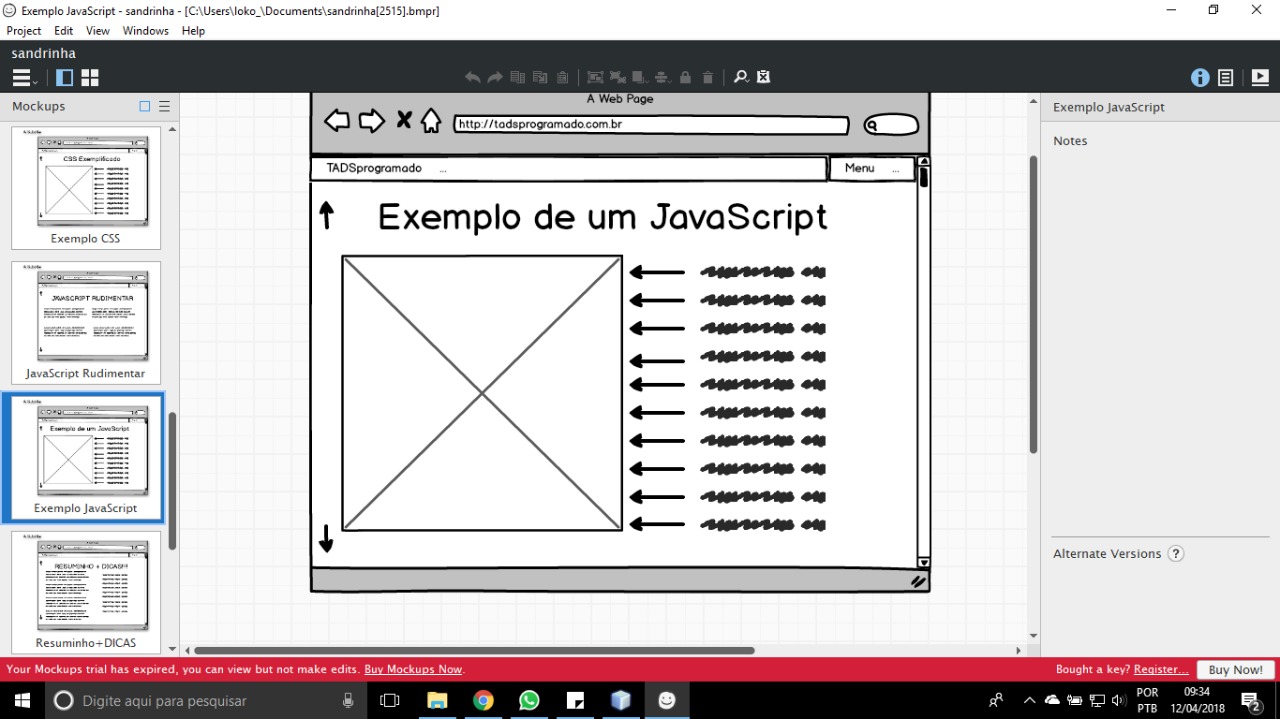 Exemplo JavaScript - sandrinha - [C:\Users\loko_\Documents\sandrinha[2515].bmpr]
Project Edit View Windows Help
sandrinha
Mockups
CSS Exemplificado
Exemplo CSS
JAVASCRIPT RUDIMENTAR
JavaScript Rudimentar
Exemplo de um JavaScript
Exemplo JavaScript
RESUMINHO + DICAS!!!
Resuminho+DICAS
A Web Page
http://tadsprogramado.com.br
TADSprogramado ... Menu ...
Exemplo de um JavaScript
Exemplo JavaScript
Notes
Alternate Versions ?
Your Mockups trial has expired, you can view but not make edits. Buy Mockups Now.
Bought a key? Register... Buy Now!
Digite aqui para pesquisar
POR
PTB
09:34
12/04/2018
2